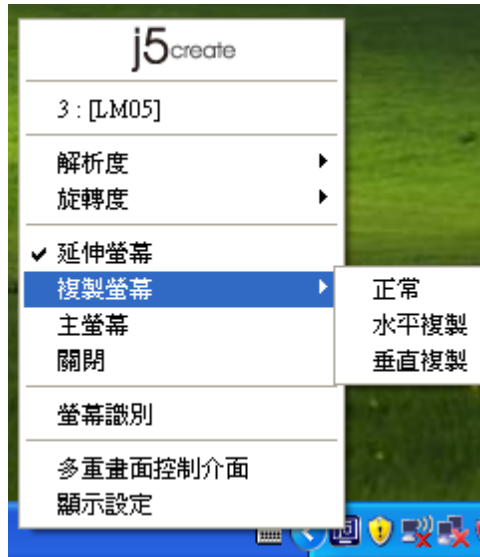 j5create
3 : [LM05]
解析度
旋轉度
延伸螢幕
複製螢幕
正常
水平複製
垂直複製
主螢幕
關閉
螢幕識別
多重畫面控制介面
顯示設定